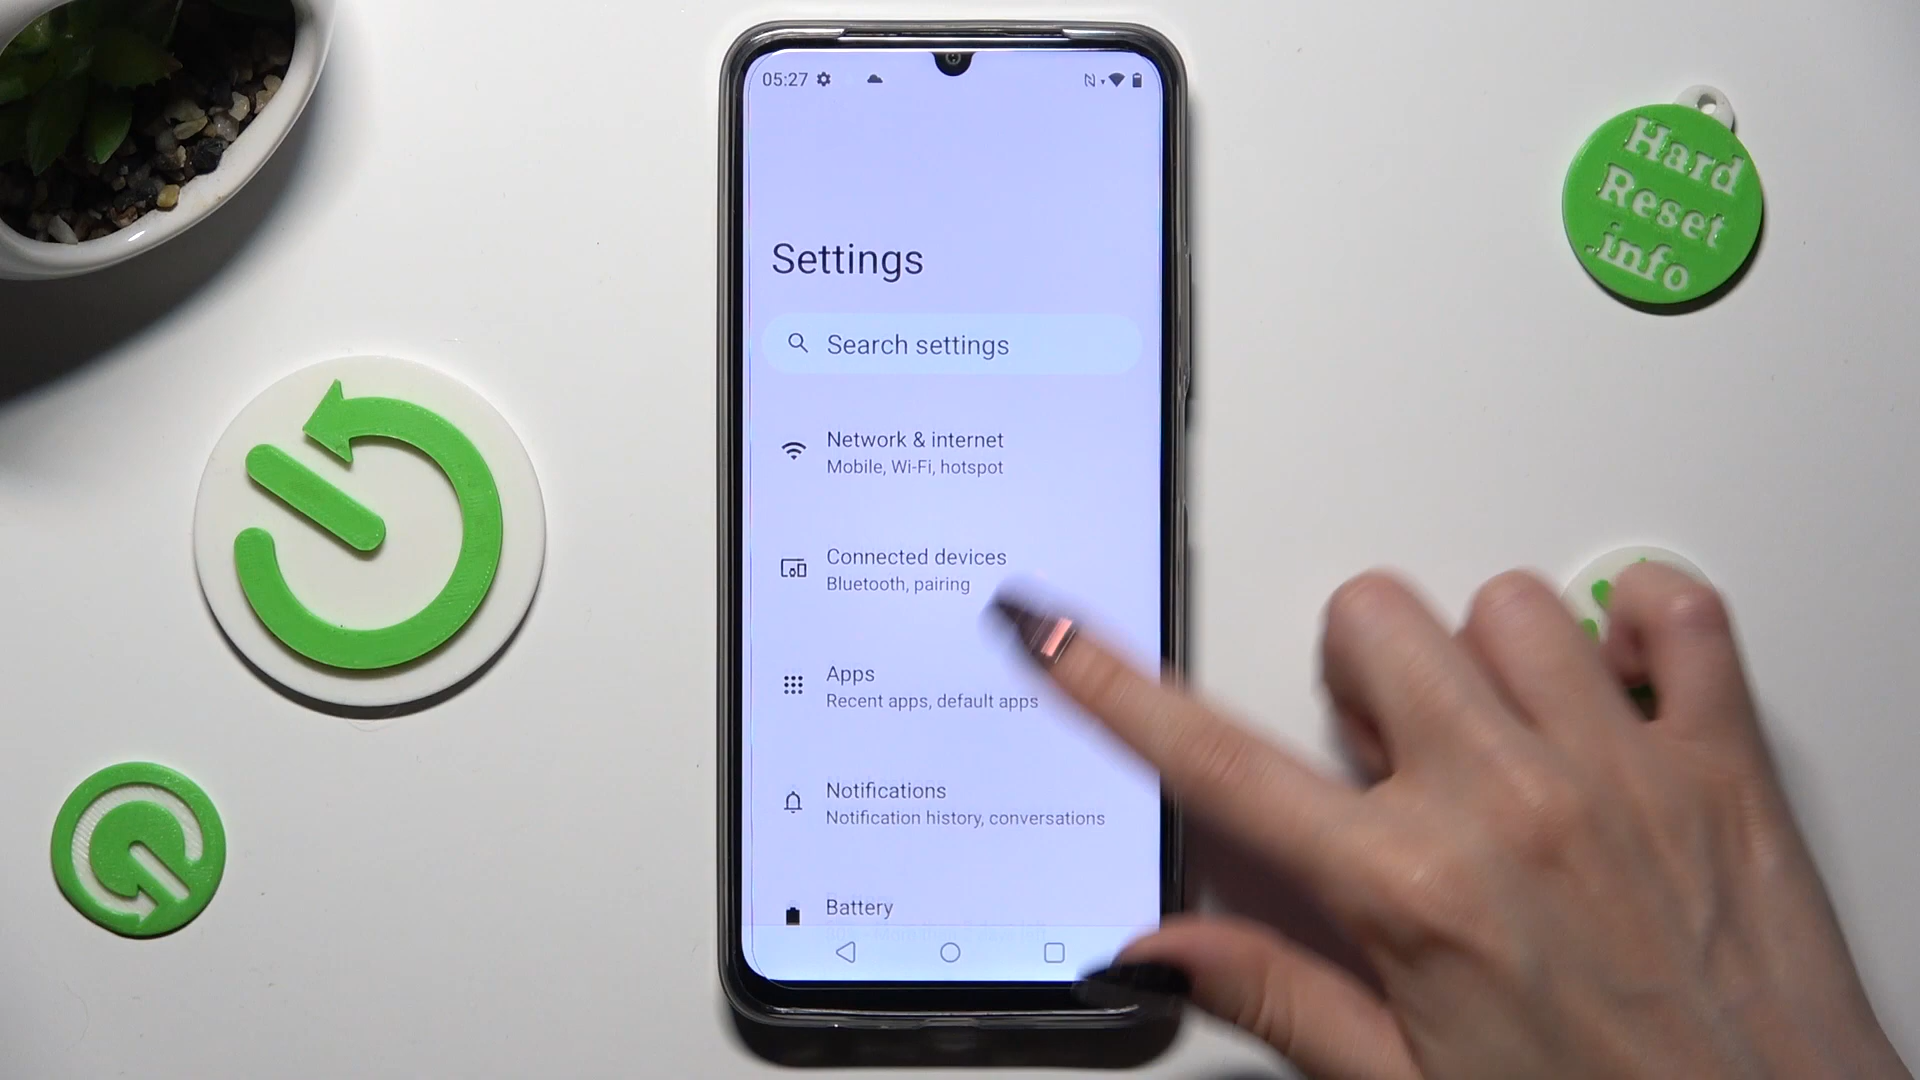 05:27
Settings
Search settings
Network & internet
Mobile, Wi-Fi, hotspot
Connected devices
Bluetooth, pairing
Apps
Recent apps, default apps
Notifications
Notification history, conversations
Battery
Hard
Reset
.info